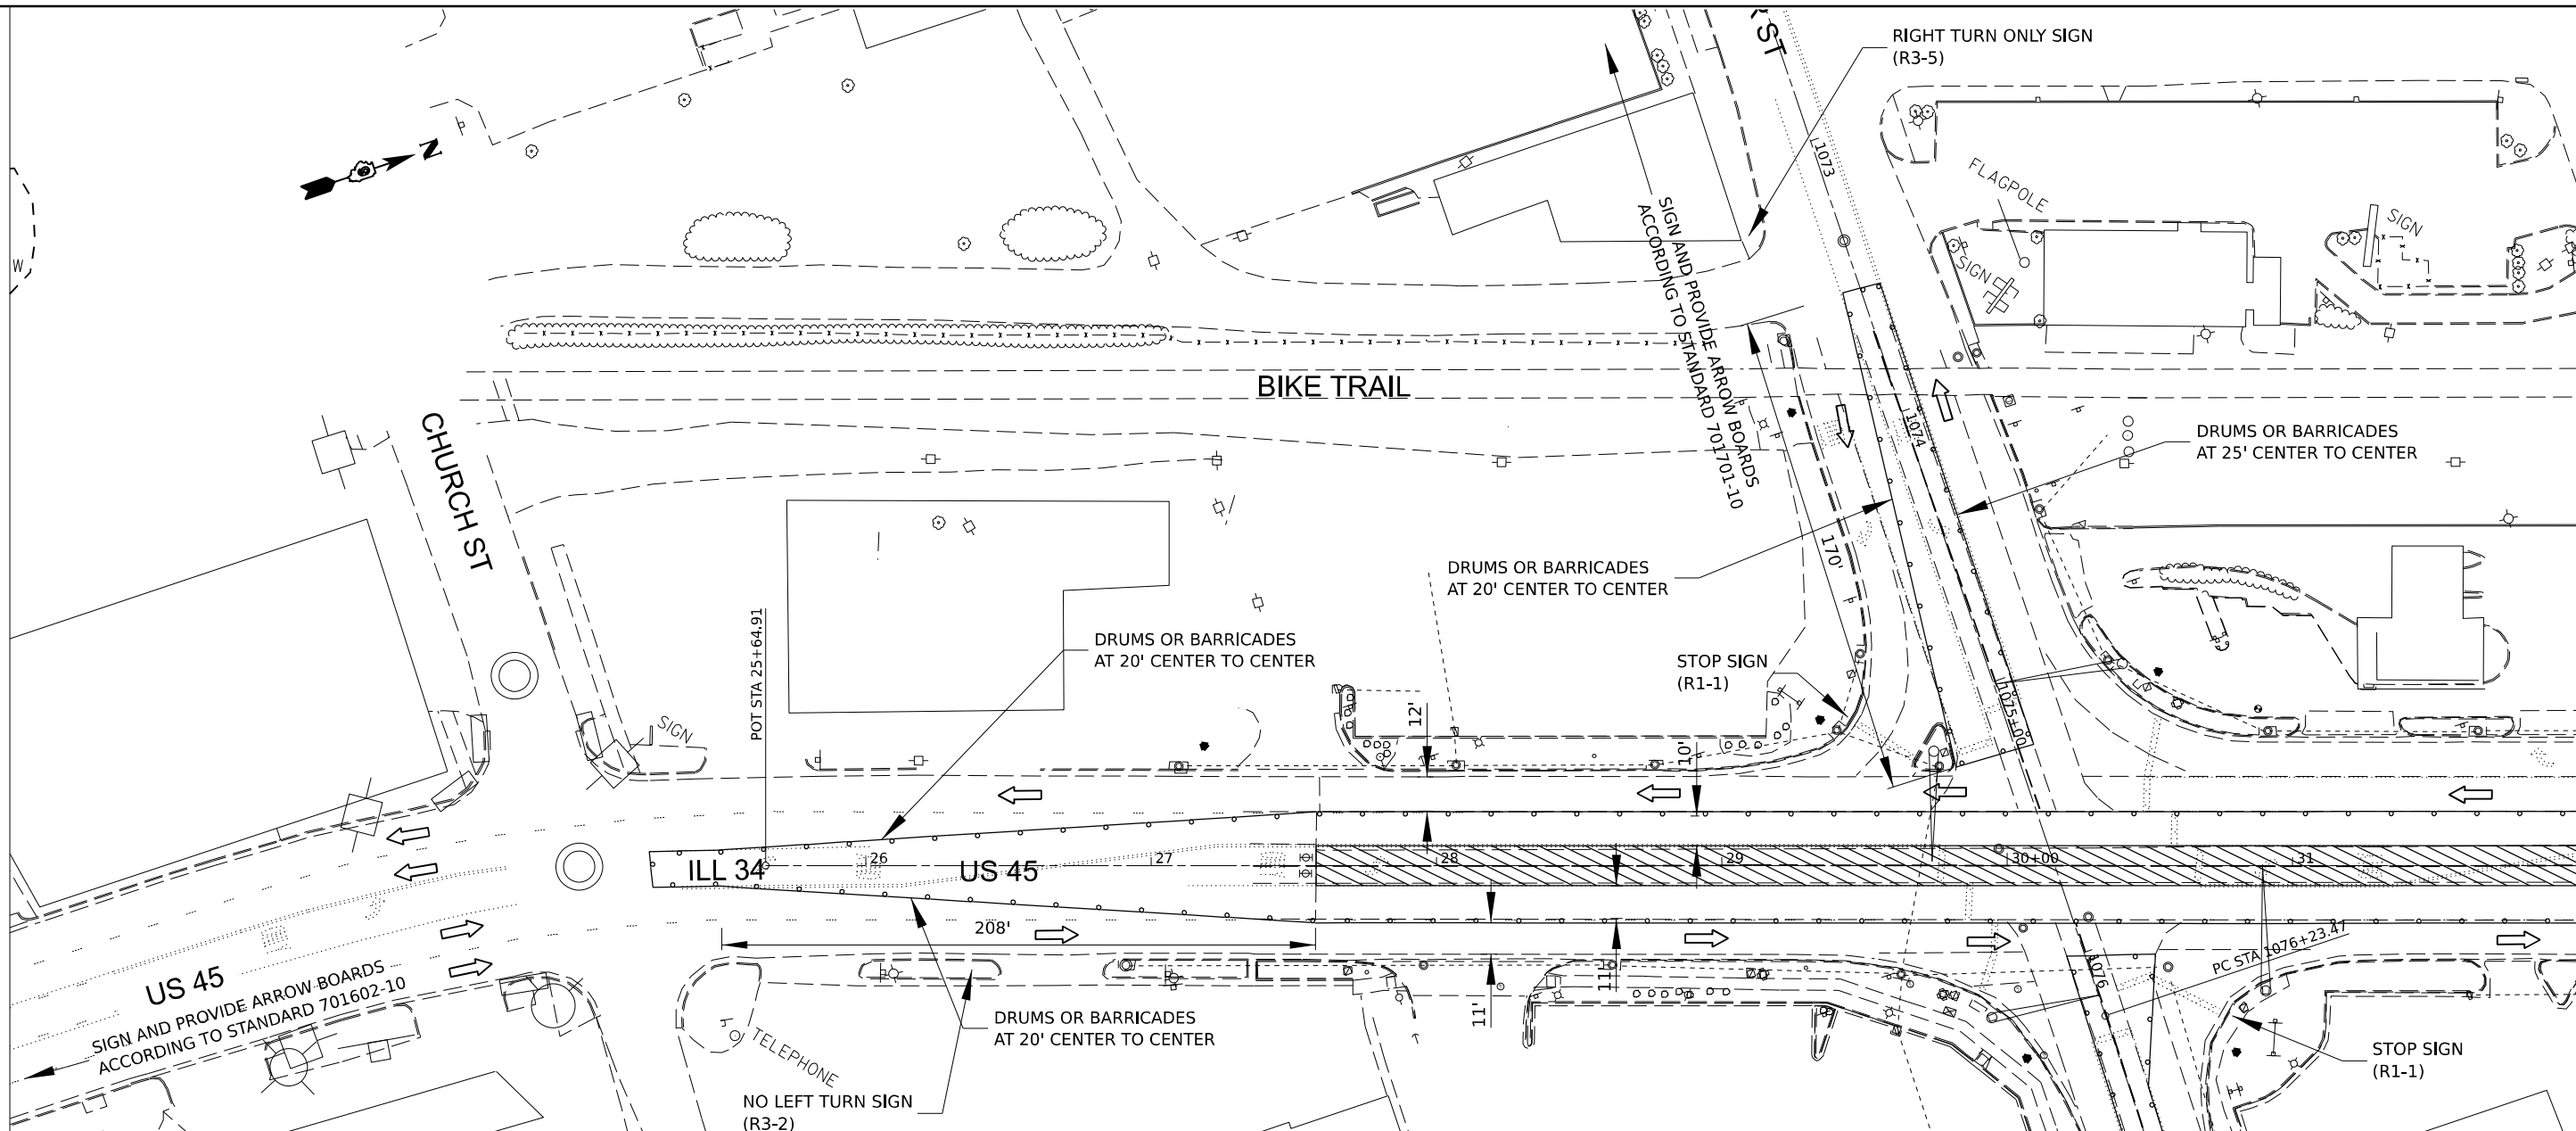 RIGHT TURN ONLY SIGN
(R3-5)
ST
N
1073
FLAGPOLE
SIGN
SIGN
W
SIGN AND PROVIDE ARROW BOARDS
ACCORDING TO STANDARD 701701-10
BIKE TRAIL
1074
DRUMS OR BARRICADES
AT 25' CENTER TO CENTER
CHURCH ST
170'
DRUMS OR BARRICADES
AT 20' CENTER TO CENTER
POT STA 25+64.91
DRUMS OR BARRICADES
AT 20' CENTER TO CENTER
STOP SIGN
(R1-1)
1075+00
SIGN
12'
10'
ILL 34
26
US 45
27
28
29
30+00
31
208'
11'
11'
1076
PC STA 1076+23.47
US 45
SIGN AND PROVIDE ARROW BOARDS
ACCORDING TO STANDARD 701602-10
TELEPHONE
DRUMS OR BARRICADES
AT 20' CENTER TO CENTER
STOP SIGN
(R1-1)
NO LEFT TURN SIGN
(R3-2)